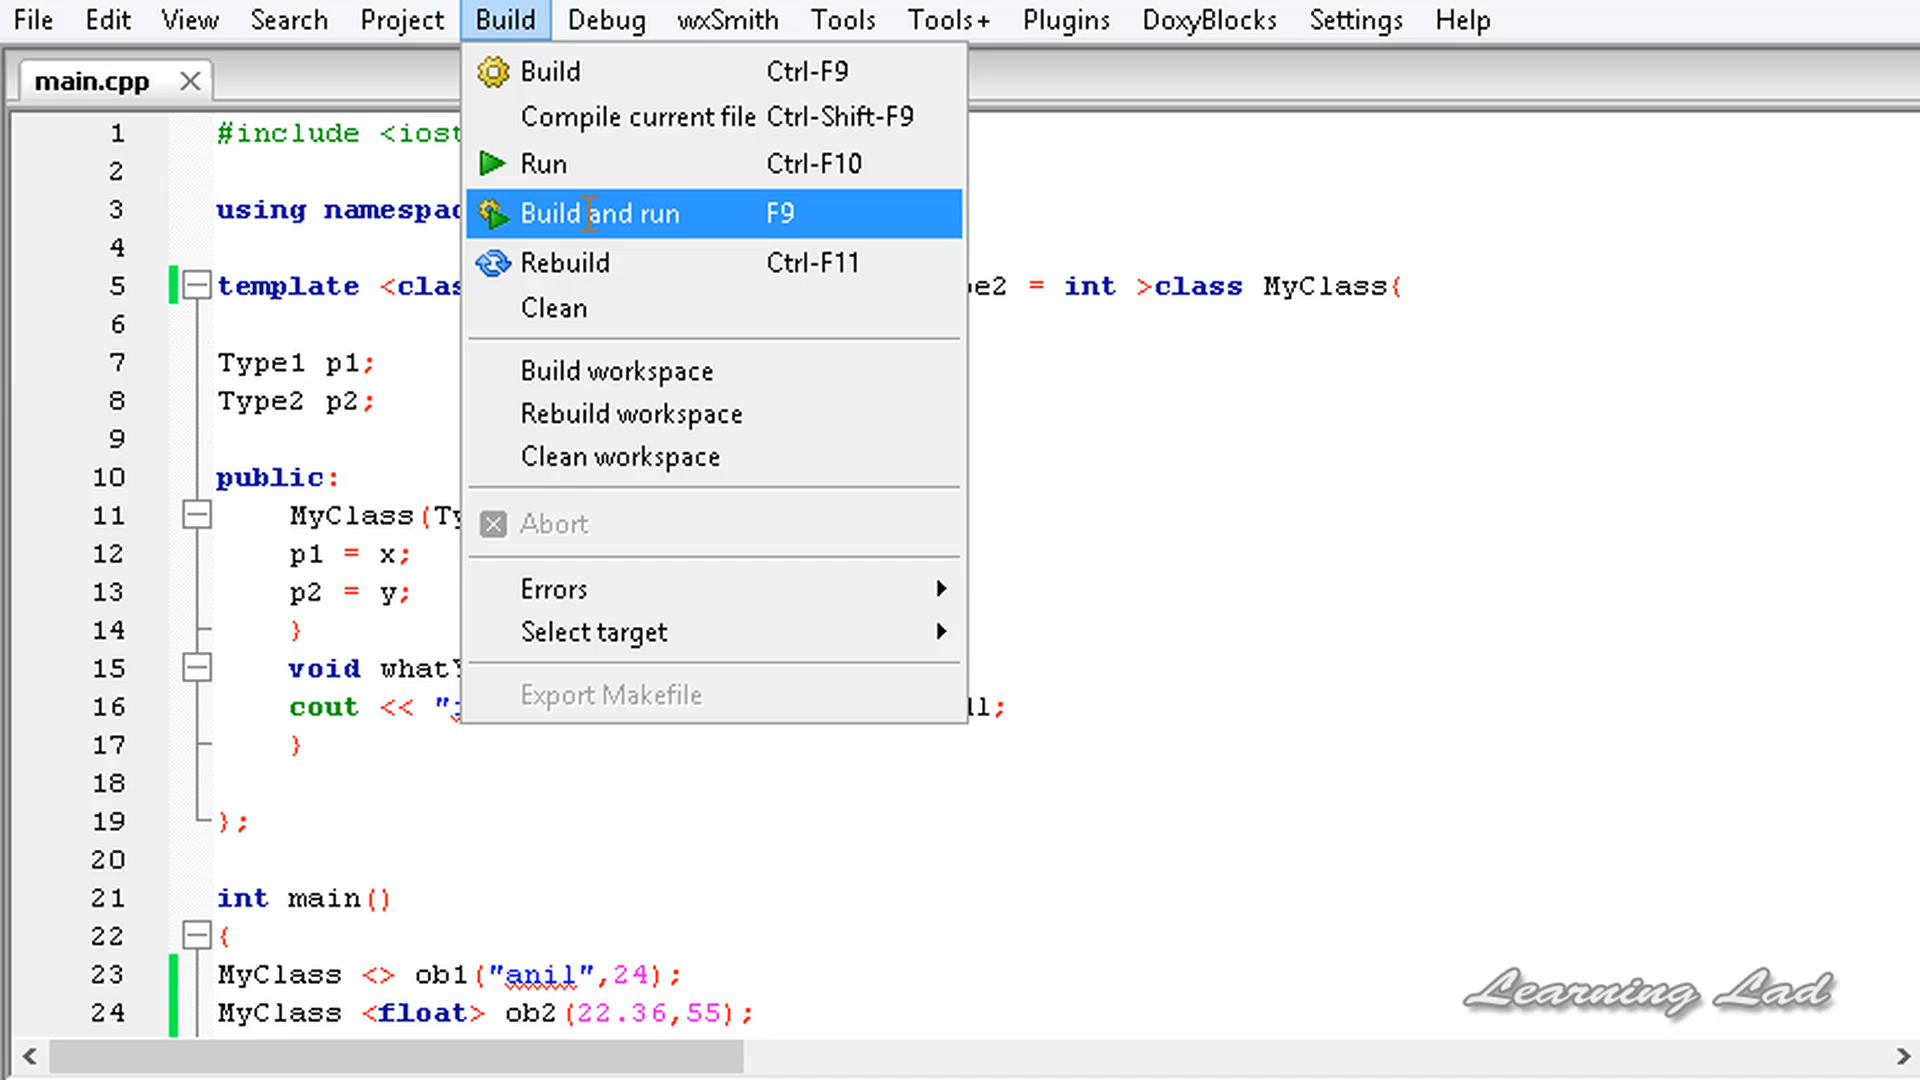 File Edit View Search Project Build Debug wxSmith Tools Tools+ Plugins DoxyBlocks Settings Help
main.cpp
Build Ctrl-F9
Compile current file Ctrl-Shift-F9
Run Ctrl-F10
Build and run F9
Rebuild Ctrl-F11
Clean
Build workspace
Rebuild workspace
Clean workspace
Abort
Errors
Select target
Export Makefile
1 #include <iost
2
3 using namespac
4
5 template <clas e2 = int >class MyClass{
6
7 Type1 p1;
8 Type2 p2;
9
10 public:
11 MyClass(Ty
12 p1 = x;
13 p2 = y;
14 }
15 void what
16 cout << " ll;
17 }
18
19 };
20
21 int main()
22 {
23 MyClass <> ob1("anil",24);
24 MyClass <float> ob2(22.36,55);
Learning Lad